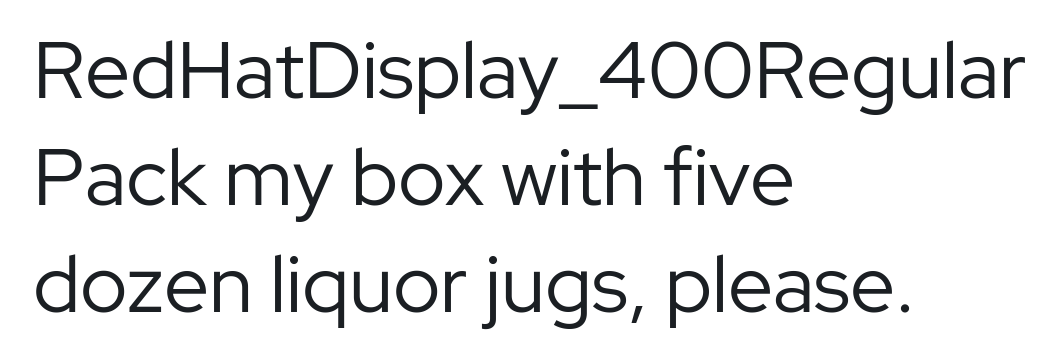 RedHatDisplay_400Regular
Pack my box with five
dozen liquor jugs, please.